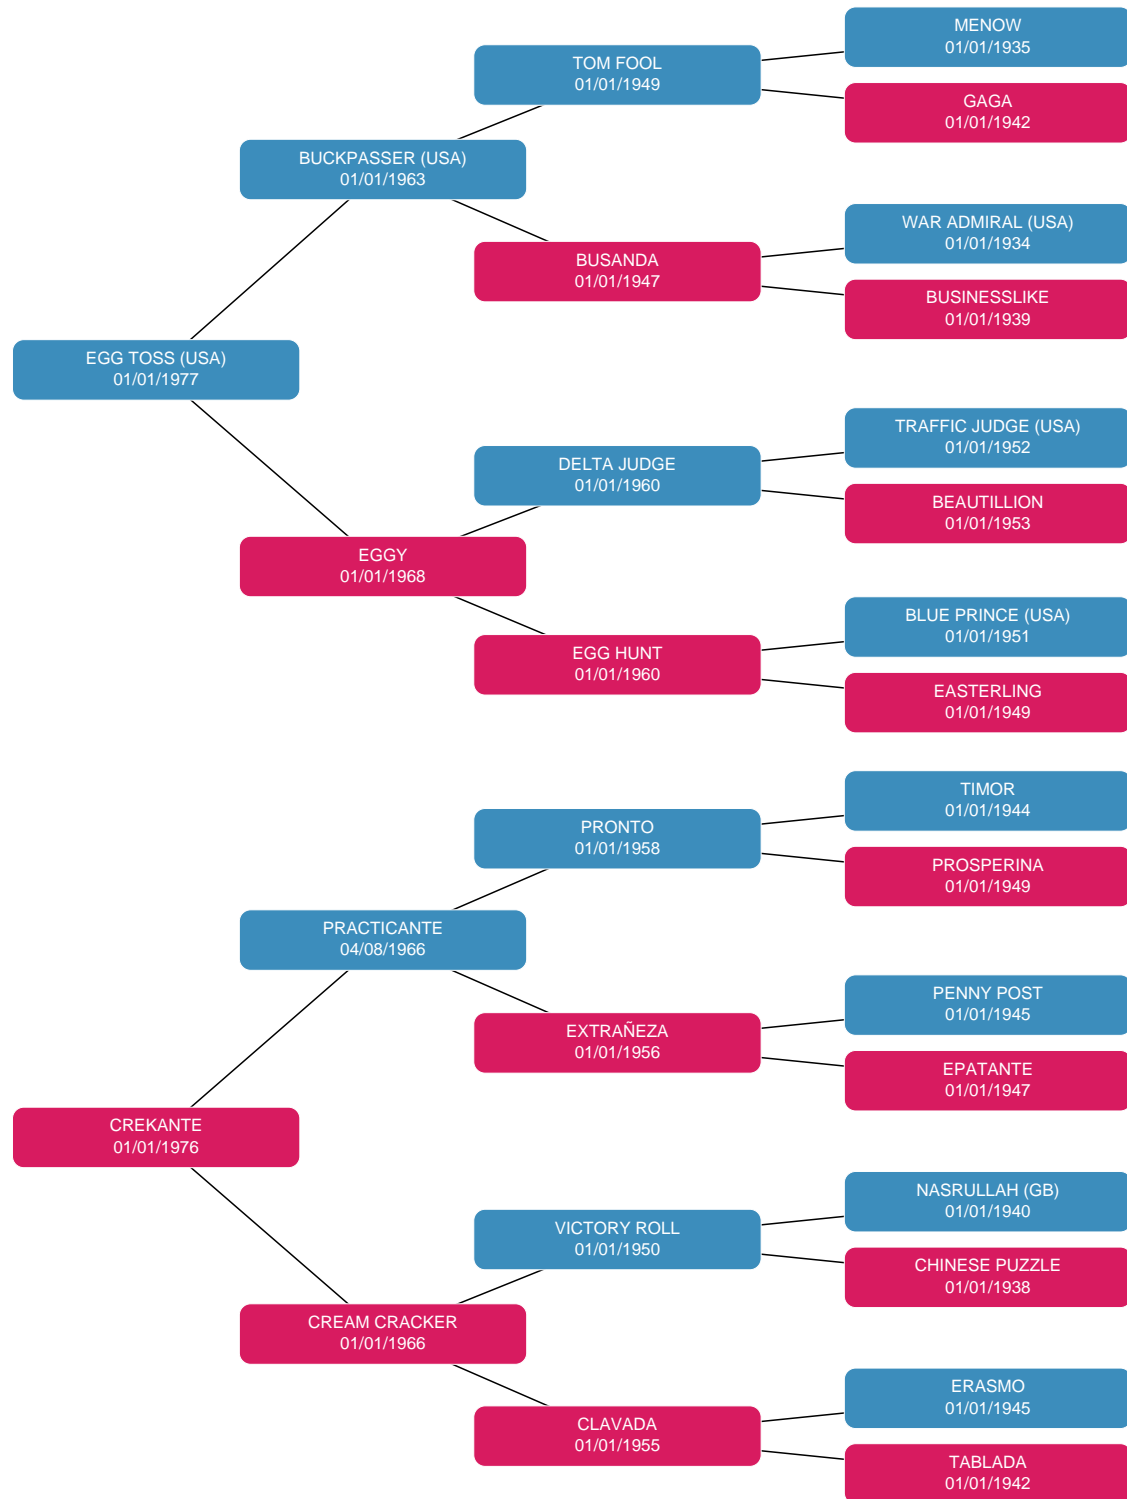 MENOW
01/01/1935
TOM FOOL
01/01/1949
GAGA
01/01/1942
BUCKPASSER (USA)
01/01/1963
WAR ADMIRAL (USA)
01/01/1934
BUSANDA
01/01/1947
BUSINESSLIKE
01/01/1939
EGG TOSS (USA)
01/01/1977
TRAFFIC JUDGE (USA)
01/01/1952
DELTA JUDGE
01/01/1960
BEAUTILLION
01/01/1953
EGGY
01/01/1968
BLUE PRINCE (USA)
01/01/1951
EGG HUNT
01/01/1960
EASTERLING
01/01/1949
TIMOR
01/01/1944
PRONTO
01/01/1958
PROSPERINA
01/01/1949
PRACTICANTE
04/08/1966
PENNY POST
01/01/1945
EXTRAÑEZA
01/01/1956
EPATANTE
01/01/1947
CREKANTE
01/01/1976
NASRULLAH (GB)
01/01/1940
VICTORY ROLL
01/01/1950
CHINESE PUZZLE
01/01/1938
CREAM CRACKER
01/01/1966
ERASMO
01/01/1945
CLAVADA
01/01/1955
TABLADA
01/01/1942